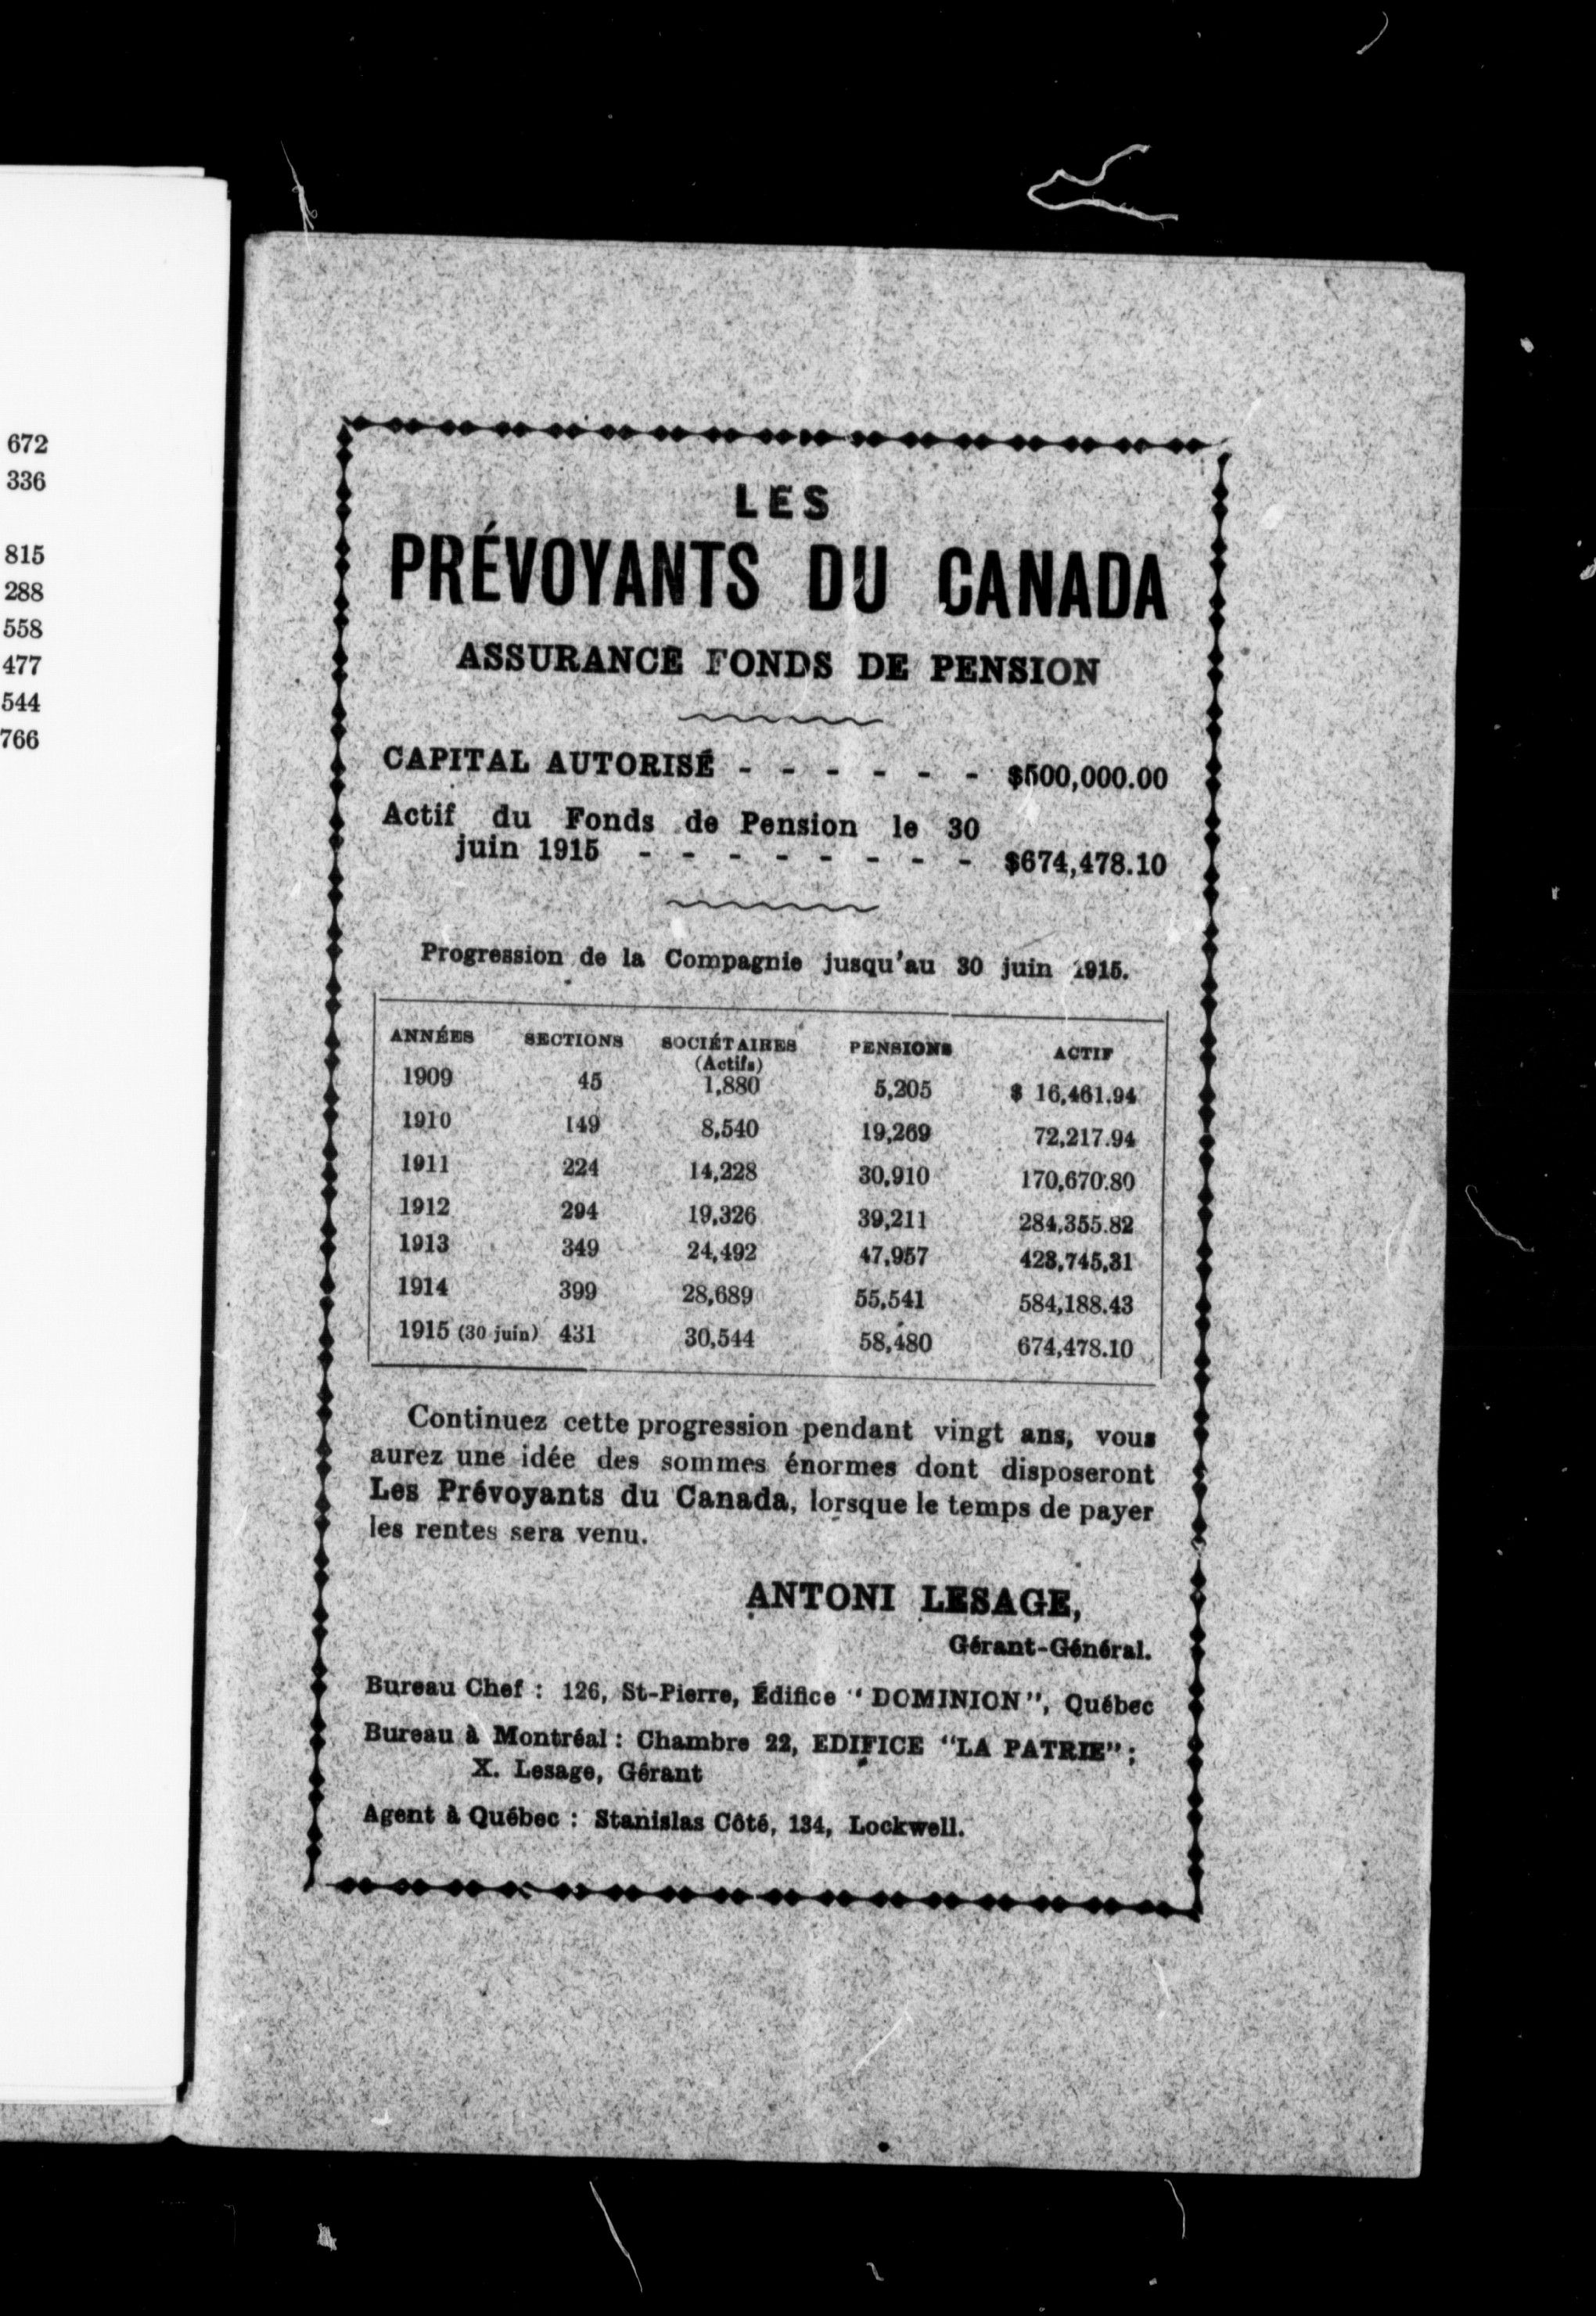 672
336
815
288
558
477
544
766
LES
PRÉVOYANTS DU CANADA
ASSURANCE FONDS DE PENSION
CAPITAL AUTORISÉ - - - - - - $500,000.00
Actif du Fonds de Pension le 30
juin 1915 - - - - - - - - $674,478.10
Progression de la Compagnie jusqu'au 30 juin 1915.
ANNÉES SECTIONS SOCIÉTAIRES PENSIONS ACTIF
(Actifs)
1909 45 1,880 5,205 $ 16,461.94
1910 149 8,540 19,269 72,217.94
1911 224 14,228 30,910 170,670.80
1912 294 19,326 39,211 284,355.82
1913 349 24,492 47,957 428,745,31
1914 399 28,689 55,541 584,188.43
1915 (30 juin) 431 30,544 58,480 674,478.10
Continuez cette progression pendant vingt ans, vous
aurez une idée des sommes énormes dont disposeront
Les Prévoyants du Canada, lorsque le temps de payer
les rentes sera venu.
ANTONI LESAGE,
Gérant-Général.
Bureau Chef : 126, St-Pierre, Édifice "DOMINION", Québec
Bureau à Montréal : Chambre 22, EDIFICE "LA PATRIE" ;
X. Lesage, Gérant
Agent à Québec : Stanislas Côté, 134, Lockwell.